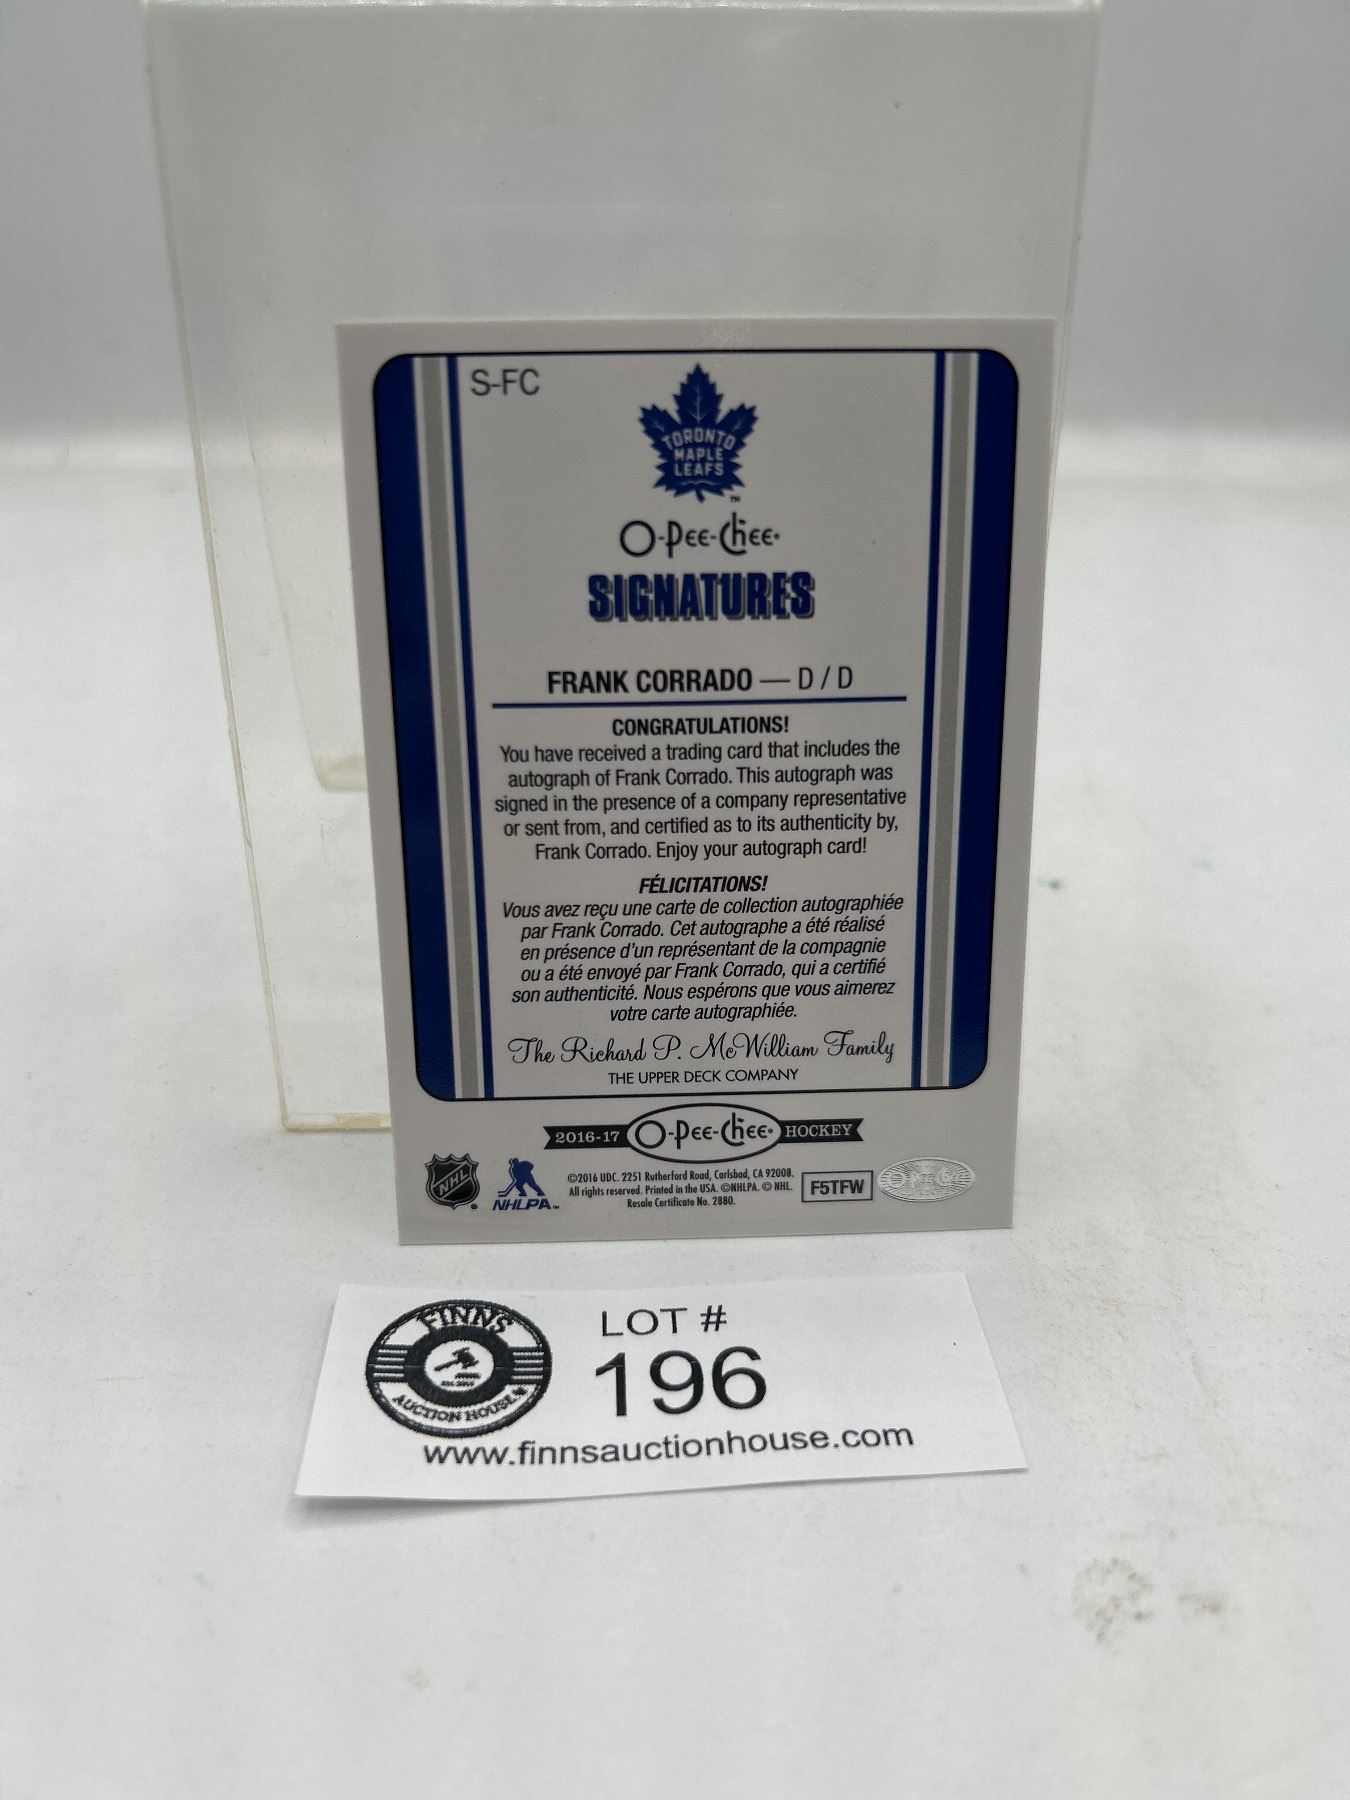 S-FC
TORONTO
MAPLE
LEAFS
™
O-PEE-CHEE
SIGNATURES
FRANK CORRADO — D / D
CONGRATULATIONS!
You have received a trading card that includes the
autograph of Frank Corrado. This autograph was
signed in the presence of a company representative
or sent from, and certified as to its authenticity by,
Frank Corrado. Enjoy your autograph card!
FÉLICITATIONS!
Vous avez reçu une carte de collection autographiée
par Frank Corrado. Cet autographe a été réalisé
en présence d'un représentant de la compagnie
ou a été envoyé par Frank Corrado, qui a certifié
son authenticité. Nous espérons que vous aimerez
votre carte autographiée.
The Richard P. McWilliam Family
THE UPPER DECK COMPANY
2016-17 O-PEE-CHEE HOCKEY
NHL
NHLPA™
©2016 UDC. 2251 Rutherford Road, Carlsbad, CA 92008.
All rights reserved. Printed in the USA. ©NHLPA. © NHL.
Resale Certificate No. 2880.
F5TFW
O-PEE-CHEE
FINNS
AUCTION HOUSE
LOT #
196
www.finnsauctionhouse.com